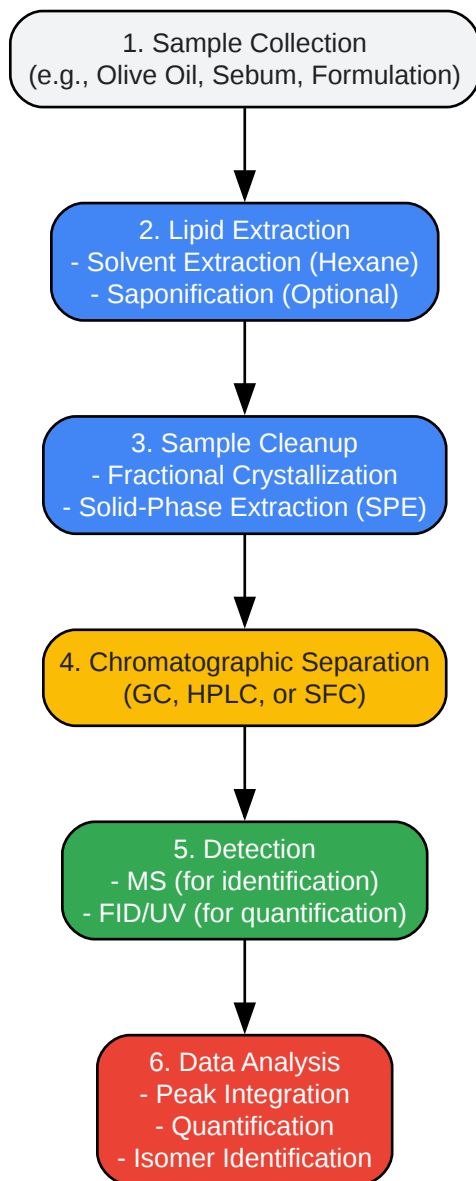 1. Sample Collection
(e.g., Olive Oil, Sebum, Formulation)
2. Lipid Extraction
- Solvent Extraction (Hexane)
- Saponification (Optional)
3. Sample Cleanup
- Fractional Crystallization
- Solid-Phase Extraction (SPE)
4. Chromatographic Separation
(GC, HPLC, or SFC)
5. Detection
- MS (for identification)
- FID/UV (for quantification)
6. Data Analysis
- Peak Integration
- Quantification
- Isomer Identification